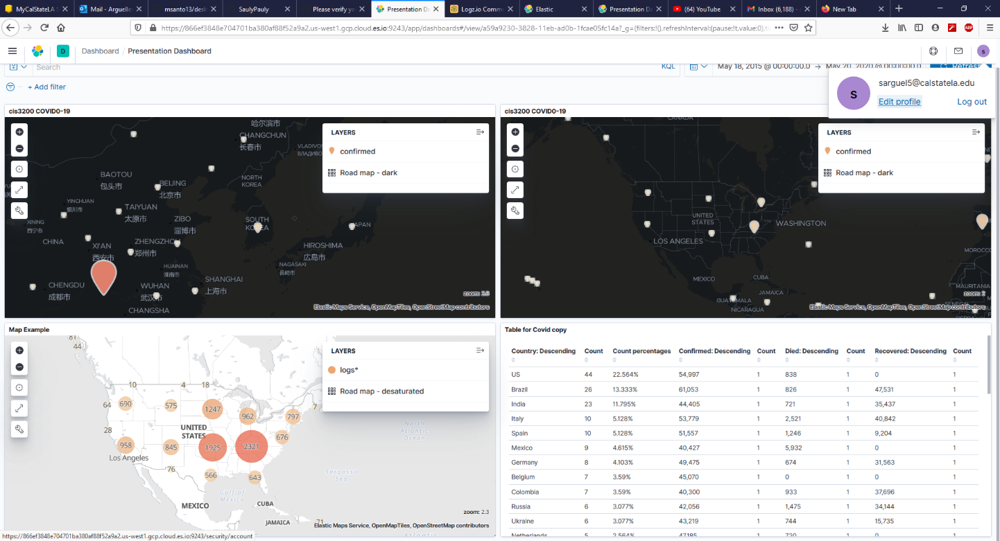 MyCalStateLA S
Mail - Arguelle
msanto13/desk
SaulyPauly
Please verify yo
Presentation Da
Logz.io Commu
Elastic
Presentation Da
(64) YouTube
Inbox (6,188) -
New Tab
https://866ef3848e704701ba380af88f52a9a2.us-west1.gcp.cloud.es.io:9243/app/dashboards#/view/a59a9230-3828-11eb-ad0b-1fcae05fc14a?_g=(filters:!(),refreshInterval:(pause:!t,value:0),t
ABP
D
Dashboard / Presentation Dashboard
s
Search
KQL
May 18, 2015 @ 00:00:00.0 → May 20, 2020 @ 00:00:00.0
Refresh
+ Add filter
s
sarguel5@calstatela.edu
Edit profile
Log out
cis3200 COVID0-19
LAYERS
confirmed
Road map - dark
哈尔滨市
CHANGCHUN
长春市
VLADIVO
ВЛАДИВО
BAOTOU
包头市
BEIJING
北京市
NORTH
KOREA
YINCHUAN
银川市
TAIYUAN
太原市
XINING
西宁市
ZIBO
淄博市
SOUTH
KOREA
JAPAN
CHINA
XI'AN
西安市
ZHENGZHOU
郑州市
HIROSHIMA
広島市
HUAINAN
淮南市
NAGASAKI
長崎市
CHENGDU
成都市
WUHAN
武汉市
SHANGHAI
上海市
CHANGSHA
zoom: 3.6
Elastic Maps Service, OpenMapTiles, OpenStreetMap contributors
cis3200 COVID0-19
CANADA
LAYERS
confirmed
Road map - dark
UNITED
STATES
WASHINGTON
LOS ANGELES
MOROCC
MEXICO
CUBA
JAMAICA
MAURITANIA
GUATEMALA
NICARAGUA
SENEGAL
zoom: 2
Elastic Maps Service, OpenMapTiles, OpenStreetMap contributors
Map Example
LAYERS
logs*
Road map - desaturated
81
44
10
4
18
64
690
575
1247
962
797
7
28
UNITED
STATES
676
958
845
1925
2321
Los Angeles
76
566
643
North
Atlantic
Ocean
Sargasso
Sea
Gulf of
Mexico
MEXICO
CUBA
JAMAICA
71
zoom: 2.3
Elastic Maps Service, OpenMapTiles, OpenStreetMap contributors
Atlantic
Table for Covid copy
Country: Descending Count Count percentages Confirmed: Descending Count Died: Descending Count Recovered: Descending Count
US 44 22.564% 54,997 1 838 1 0 1
Brazil 26 13.333% 61,053 1 826 1 47,531 1
India 23 11.795% 44,405 1 721 1 35,437 1
Italy 10 5.128% 53,779 1 2,521 1 40,842 1
Spain 10 5.128% 51,557 1 1,246 1 9,204 1
Mexico 9 4.615% 40,427 1 5,932 1 0 1
Germany 8 4.103% 49,475 1 674 1 31,563 1
Belgium 7 3.59% 45,070 1 0 1 0 1
Colombia 7 3.59% 40,300 1 933 1 37,696 1
Russia 6 3.077% 42,056 1 1,475 1 34,144 1
Ukraine 6 3.077% 43,219 1 744 1 15,735 1
Netherlands 5 2.564% 47,185 1 720 1 0 1
https://866ef3848e704701ba380af88f52a9a2.us-west1.gcp.cloud.es.io:9243/security/account